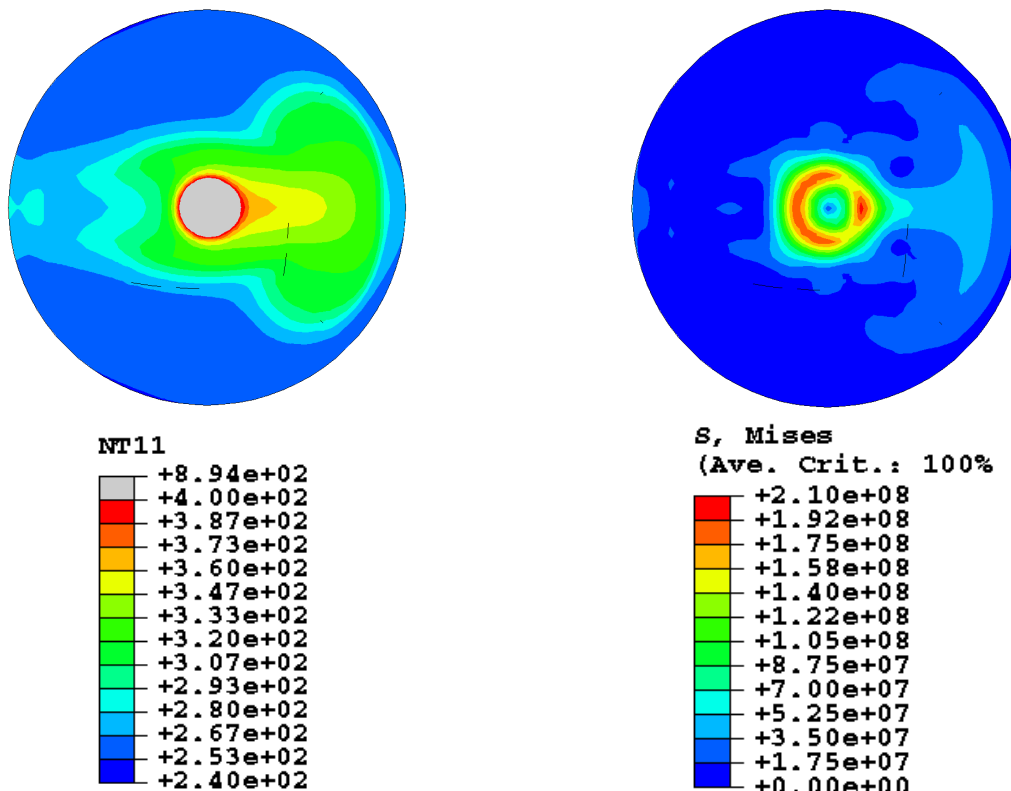 NT11
+8.94e+02
+4.00e+02
+3.87e+02
+3.73e+02
+3.60e+02
+3.47e+02
+3.33e+02
+3.20e+02
+3.07e+02
+2.93e+02
+2.80e+02
+2.67e+02
+2.53e+02
+2.40e+02
S, Mises
(Ave. Crit.: 100%
+2.10e+08
+1.92e+08
+1.75e+08
+1.58e+08
+1.40e+08
+1.22e+08
+1.05e+08
+8.75e+07
+7.00e+07
+5.25e+07
+3.50e+07
+1.75e+07
+0.00e+00